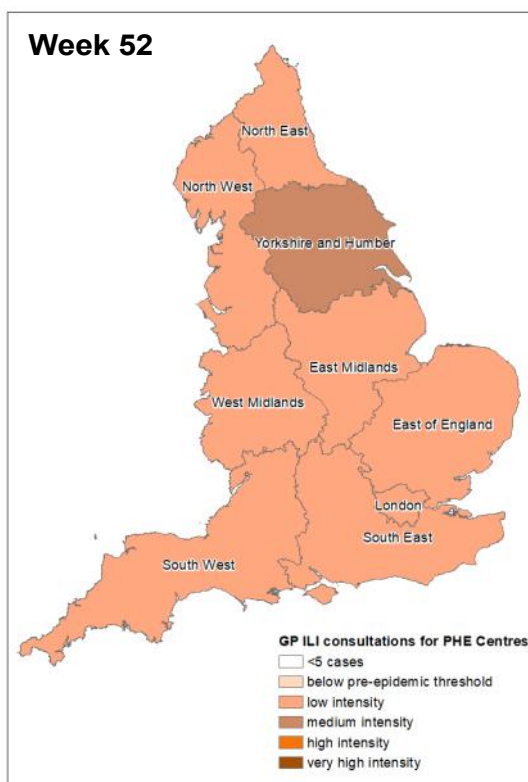 Week 52
North East
North West
Yorkshire and Humber
East Midlands
West Midlands
East of England
London
South East
South West
GP ILI consultations for PHE Centres
<5 cases
below pre-epidemic threshold
low intensity
medium intensity
high intensity
very high intensity